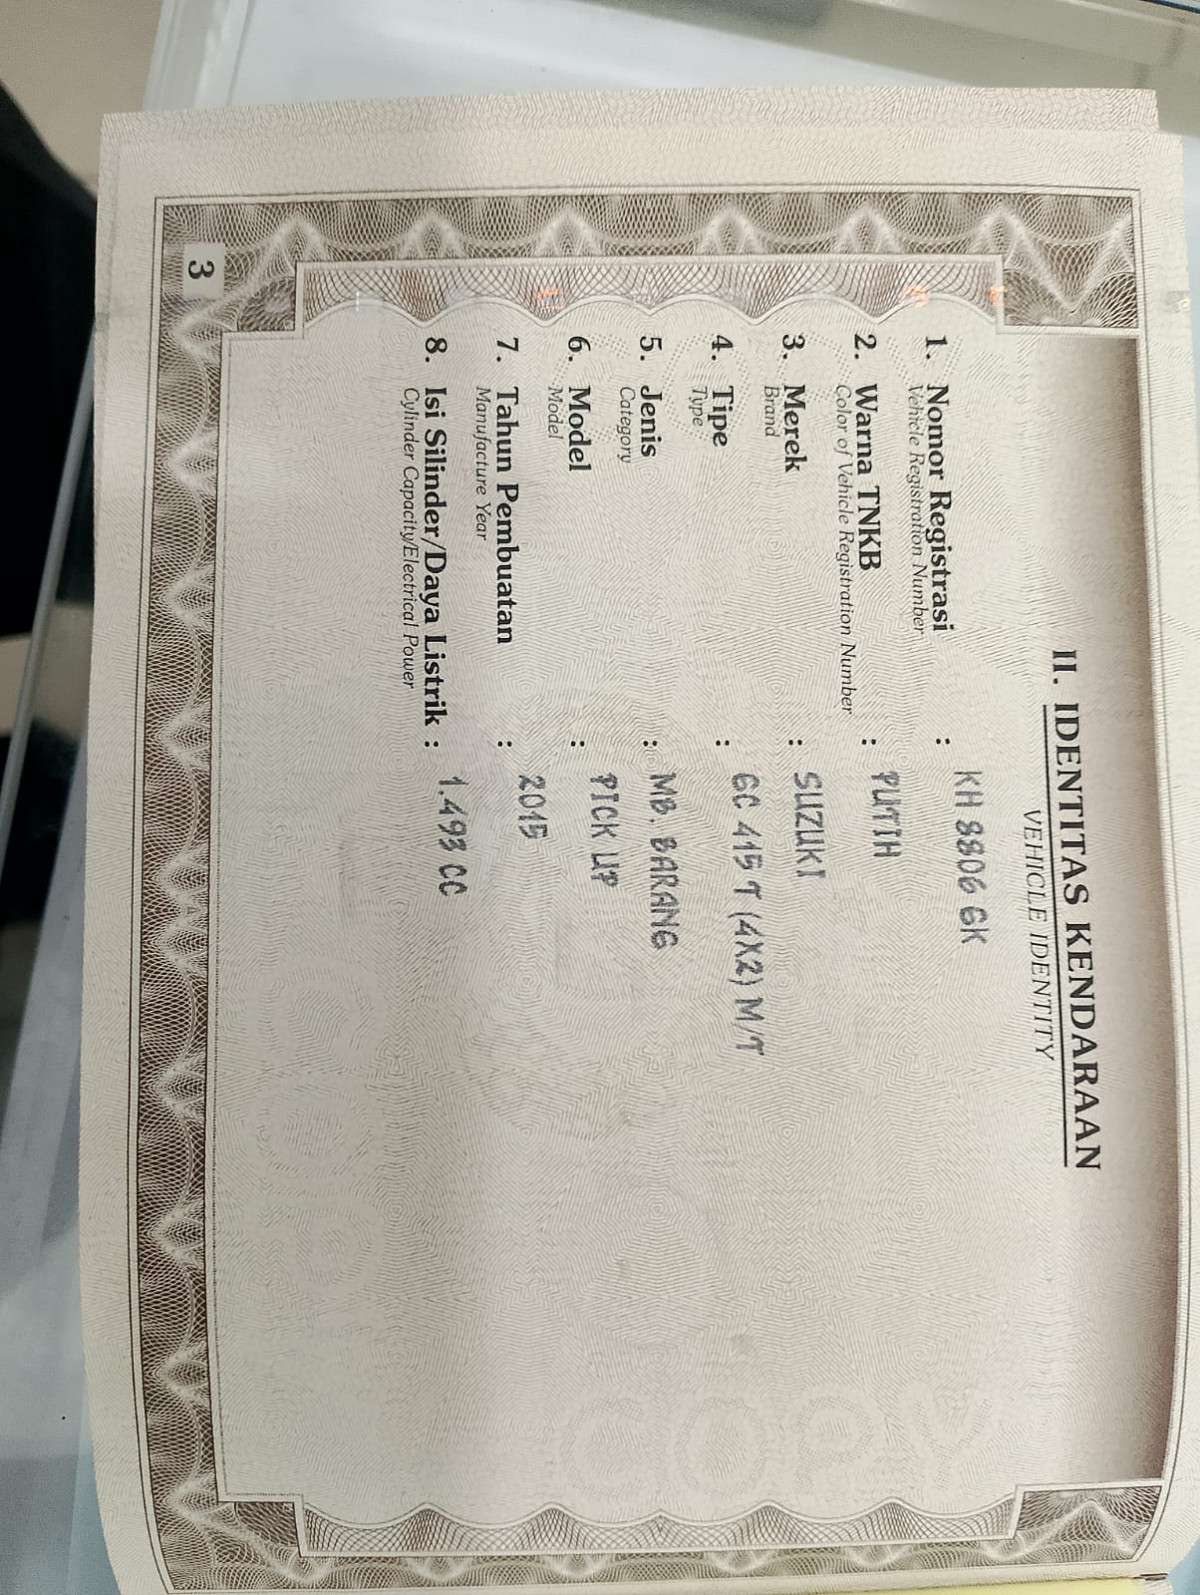 II. IDENTITAS KENDARAAN
VEHICLE IDENTITY
1. Nomor Registrasi : KH 8806 GK
Vehicle Registration Number
2. Warna TNKB : PUTIH
Color of Vehicle Registration Number
3. Merek : SUZUKI
Brand
4. Tipe : GC 415 T (4X2) M/T
Type
5. Jenis : MB. BARANG
Category
6. Model : PICK UP
Model
7. Tahun Pembuatan : 2015
Manufacture Year
8. Isi Silinder/Daya Listrik : 1.493 CC
Cylinder Capacity/Electrical Power
3